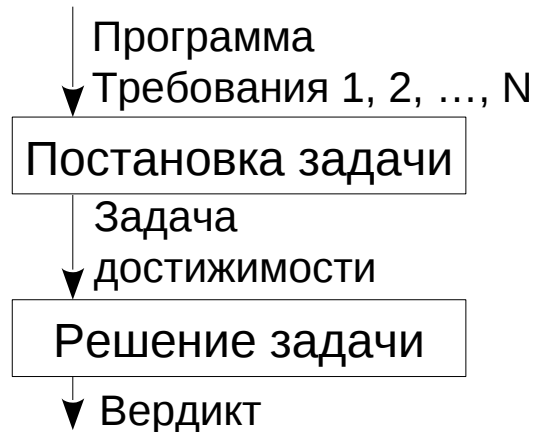 Программа
Требования 1, 2, …, N
Постановка задачи
Задача
достижимости
Решение задачи
Вердикт